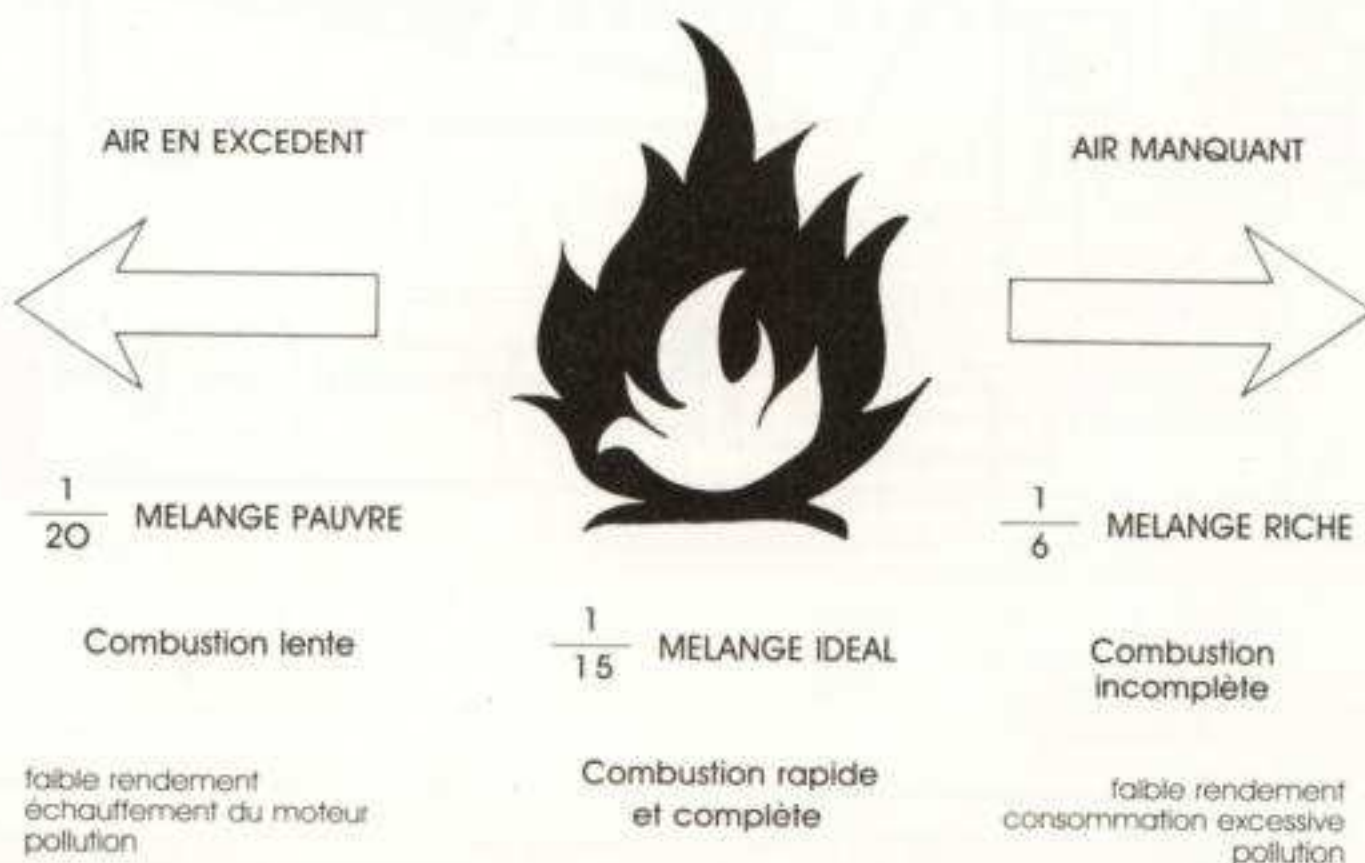 AIR EN EXCEDENT
AIR MANQUANT
1
20
MELANGE PAUVRE
Combustion lente
faible rendement
échauffement du moteur
pollution
1
15
MELANGE IDEAL
Combustion rapide
et complète
1
6
MELANGE RICHE
Combustion
incomplète
faible rendement
consommation excessive
pollution